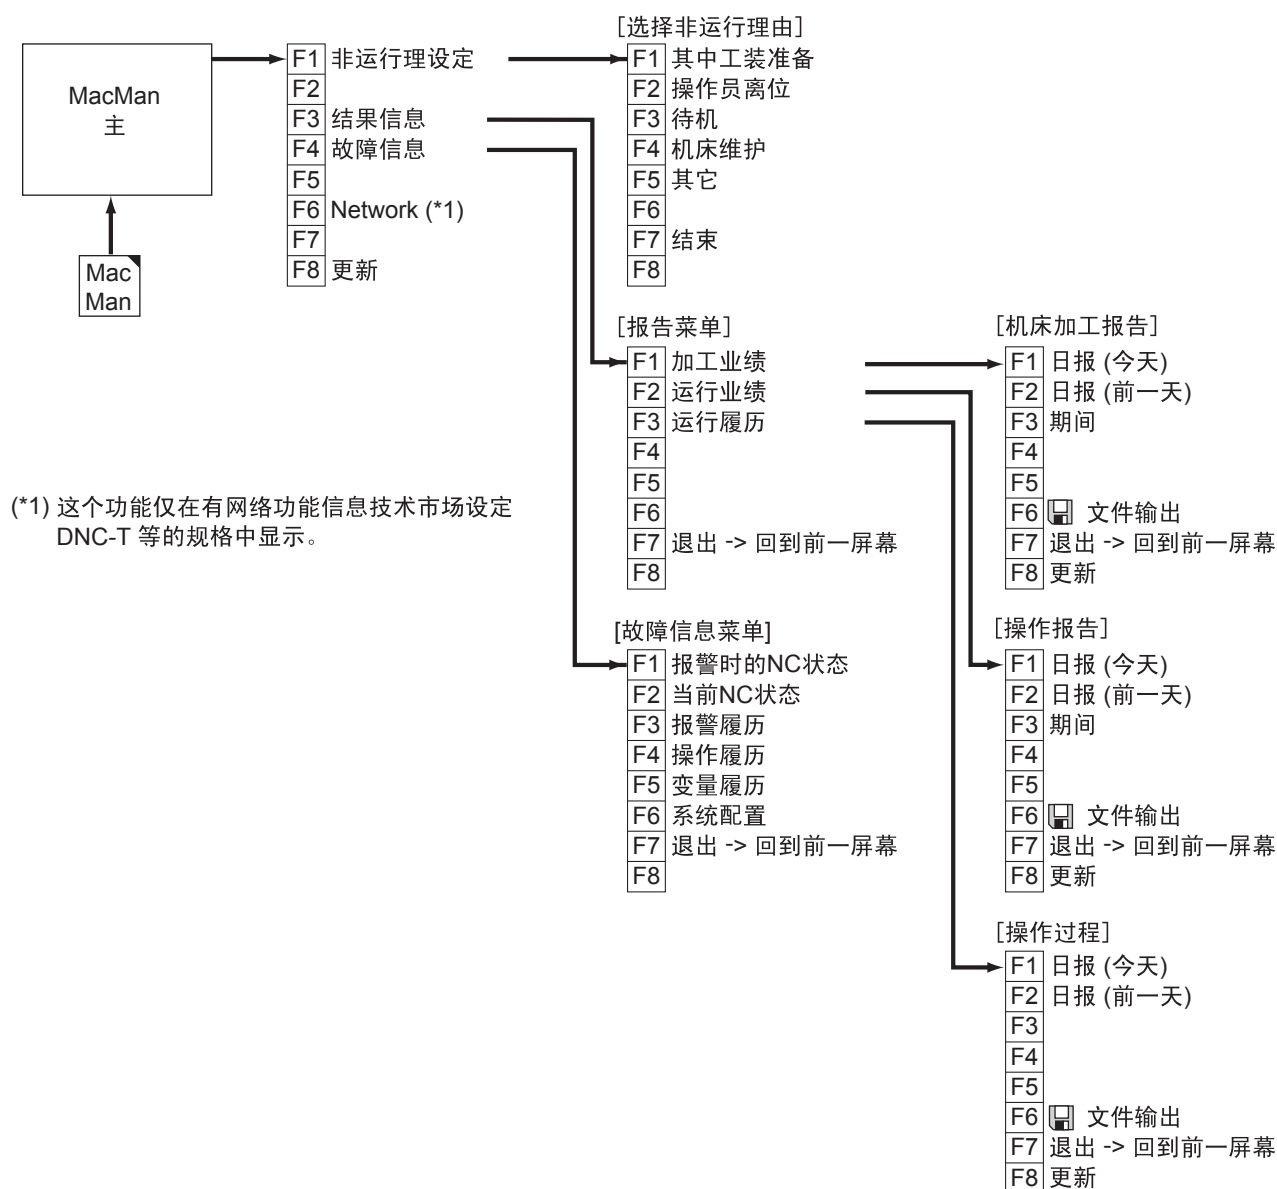 MacMan
主
Mac
Man
F1 非运行理设定
F2
F3 结果信息
F4 故障信息
F5
F6 Network (*1)
F7
F8 更新
[选择非运行理由]
F1 其中工装准备
F2 操作员离位
F3 待机
F4 机床维护
F5 其它
F6
F7 结束
F8
[报告菜单]
F1 加工业绩
F2 运行业绩
F3 运行履历
F4
F5
F6
F7 退出 -> 回到前一屏幕
F8
[机床加工报告]
F1 日报 (今天)
F2 日报 (前一天)
F3 期间
F4
F5
F6 文件输出
F7 退出 -> 回到前一屏幕
F8 更新
(*1) 这个功能仅在有网络功能信息技术市场设定
DNC-T 等的规格中显示。
[故障信息菜单]
F1 报警时的NC状态
F2 当前NC状态
F3 报警履历
F4 操作履历
F5 变量履历
F6 系统配置
F7 退出 -> 回到前一屏幕
F8
[操作报告]
F1 日报 (今天)
F2 日报 (前一天)
F3 期间
F4
F5
F6 文件输出
F7 退出 -> 回到前一屏幕
F8 更新
[操作过程]
F1 日报 (今天)
F2 日报 (前一天)
F3
F4
F5
F6 文件输出
F7 退出 -> 回到前一屏幕
F8 更新